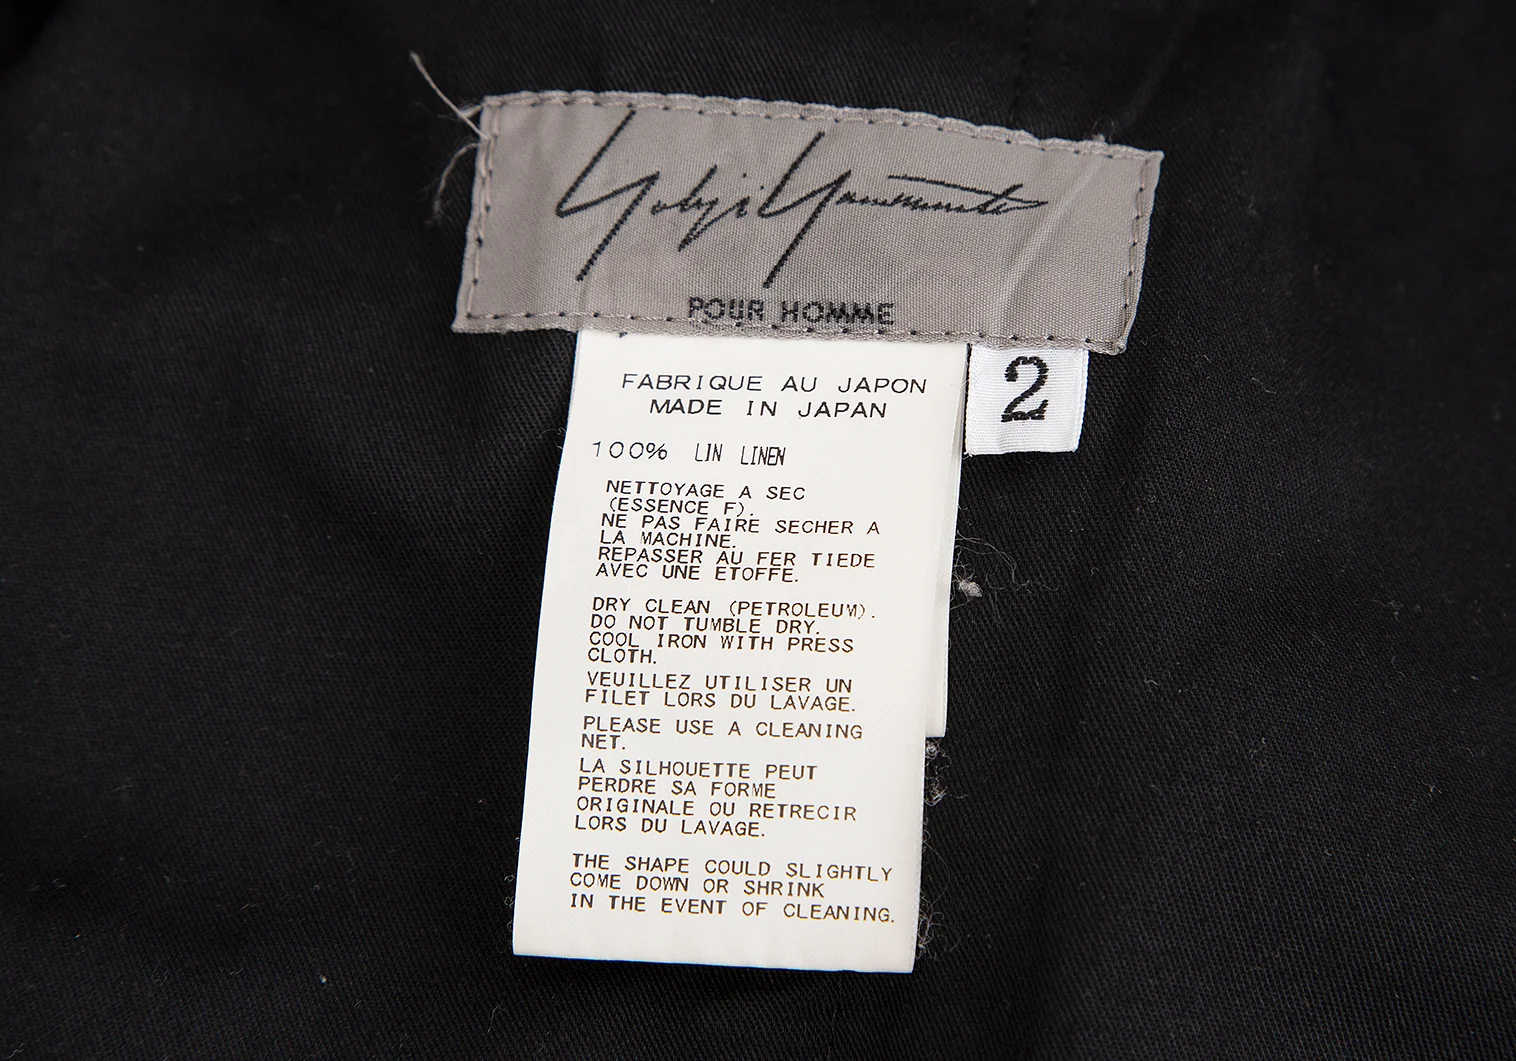 Yohji Yamamoto
POUR HOMME
2
FABRIQUE AU JAPON
MADE IN JAPAN
100% LIN LINEN
NETTOYAGE A SEC
(ESSENCE F).
NE PAS FAIRE SECHER A
LA MACHINE.
REPASSER AU FER TIEDE
AVEC UNE ETOFFE.
DRY CLEAN (PETROLEUM).
DO NOT TUMBLE DRY.
COOL IRON WITH PRESS
CLOTH.
VEUILLEZ UTILISER UN
FILET LORS DU LAVAGE.
PLEASE USE A CLEANING
NET.
LA SILHOUETTE PEUT
PERDRE SA FORME
ORIGINALE OU RETRECIR
LORS DU LAVAGE.
THE SHAPE COULD SLIGHTLY
COME DOWN OR SHRINK
IN THE EVENT OF CLEANING.